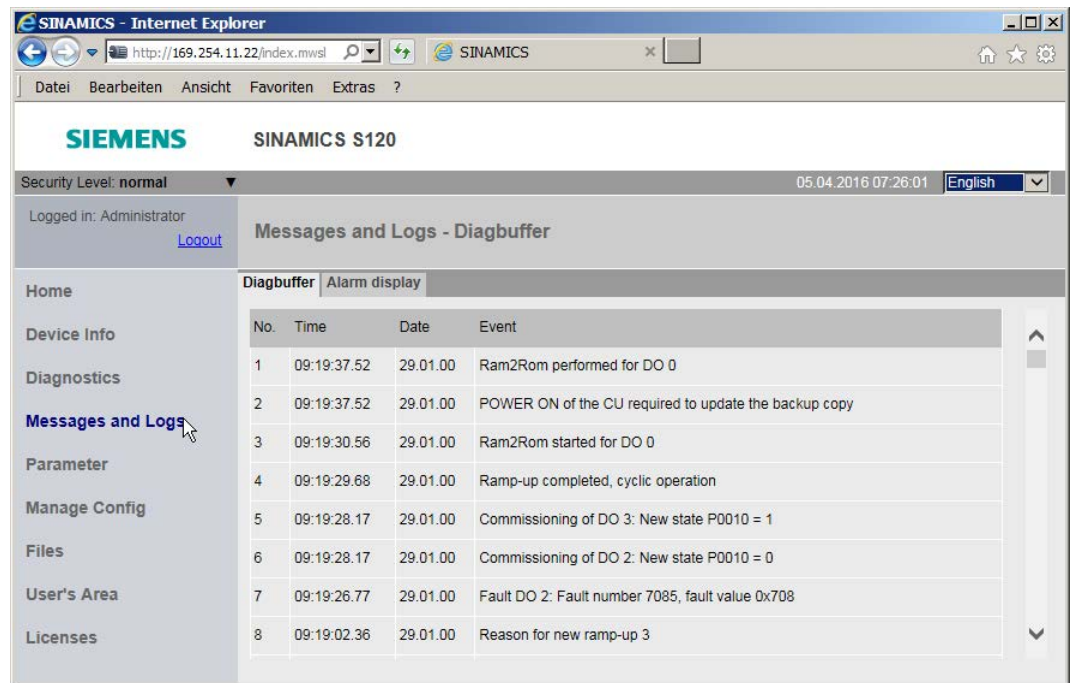 SINAMICS - Internet Explorer
http://169.254.11.22/index.mwsl
SINAMICS
Datei Bearbeiten Ansicht Favoriten Extras ?
SIEMENS
SINAMICS S120
Security Level: normal
05.04.2016 07:26:01
English
Logged in: Administrator
Logout
Messages and Logs - Diagbuffer
Home
Device Info
Diagnostics
Messages and Logs
Parameter
Manage Config
Files
User's Area
Licenses
Diagbuffer Alarm display
No. Time Date Event
1 09:19:37.52 29.01.00 Ram2Rom performed for DO 0
2 09:19:37.52 29.01.00 POWER ON of the CU required to update the backup copy
3 09:19:30.56 29.01.00 Ram2Rom started for DO 0
4 09:19:29.68 29.01.00 Ramp-up completed, cyclic operation
5 09:19:28.17 29.01.00 Commissioning of DO 3: New state P0010 = 1
6 09:19:28.17 29.01.00 Commissioning of DO 2: New state P0010 = 0
7 09:19:26.77 29.01.00 Fault DO 2: Fault number 7085, fault value 0x708
8 09:19:02.36 29.01.00 Reason for new ramp-up 3